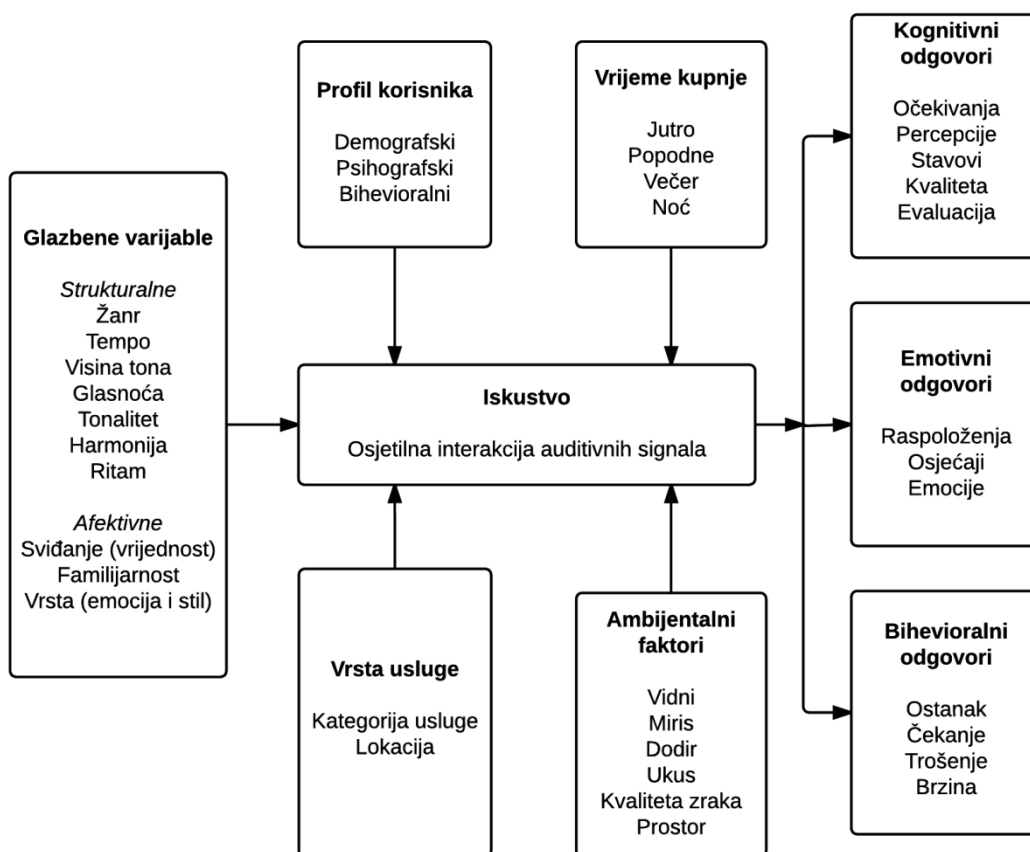 Glazbene varijable
Strukturalne
Žanr
Tempo
Visina tona
Glasnoća
Tonalitet
Harmonija
Ritam
Afektivne
Sviđanje (vrijednost)
Familijarnost
Vrsta (emocija i stil)
Profil korisnika
Demografski
Psihografski
Bihevioralni
Vrijeme kupnje
Jutro
Popodne
Večer
Noć
Iskustvo
Osjetilna interakcija auditivnih signala
Vrsta usluge
Kategorija usluge
Lokacija
Ambijentalni
faktori
Vidni
Miris
Dodir
Ukus
Kvaliteta zraka
Prostor
Kognitivni
odgovori
Očekivanja
Percepcije
Stavovi
Kvaliteta
Evaluacija
Emotivni
odgovori
Raspoloženja
Osjećaji
Emocije
Bihevioralni
odgovori
Ostanak
Čekanje
Trošenje
Brzina